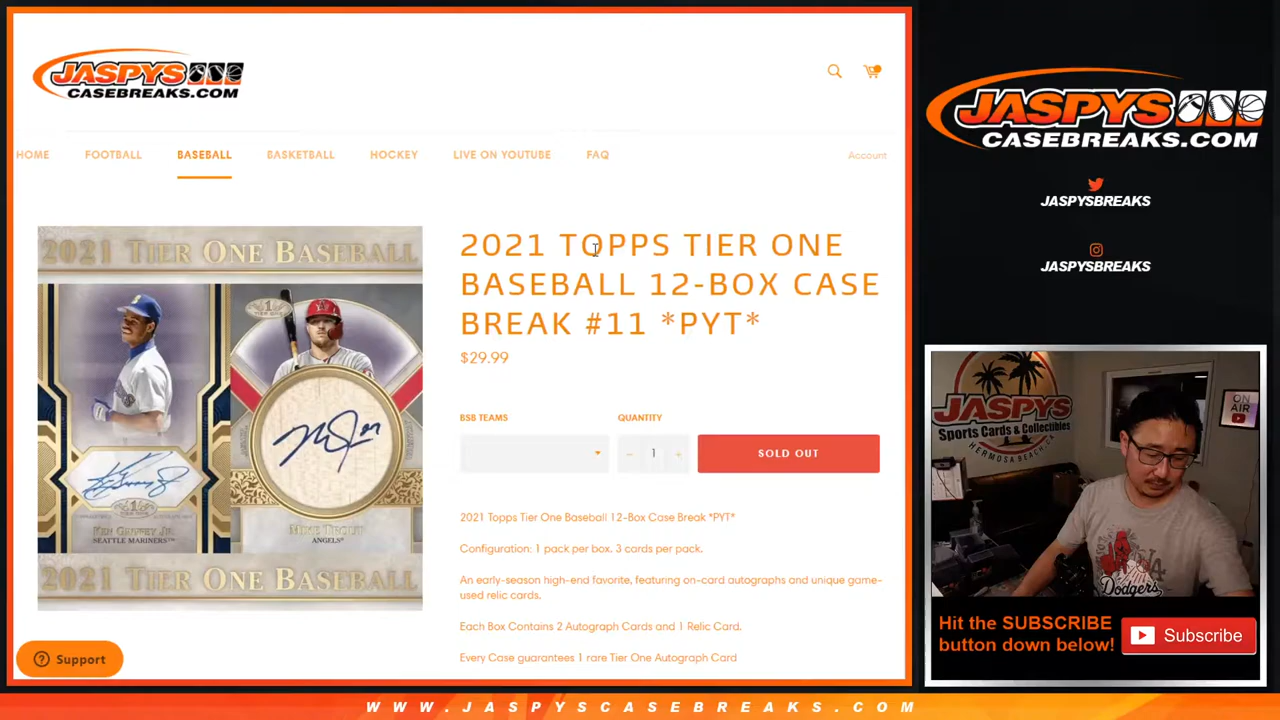 JASPYS
CASEBREAKS.COM
HOME FOOTBALL BASEBALL BASKETBALL HOCKEY LIVE ON YOUTUBE FAQ Account
2021 TIER ONE BASEBALL
KEN GRIFFEY JR.
SEATTLE MARINERS™
MIKE TROUT
ANGELS®
2021 TIER ONE BASEBALL
2021 TOPPS TIER ONE
BASEBALL 12-BOX CASE
BREAK #11 *PYT*
$29.99
BSB TEAMS QUANTITY
− 1 + SOLD OUT
2021 Topps Tier One Baseball 12-Box Case Break *PYT*
Configuration: 1 pack per box. 3 cards per pack.
An early-season high-end favorite, featuring on-card autographs and unique game-
used relic cards.
Each Box Contains 2 Autograph Cards and 1 Relic Card.
Every Case guarantees 1 rare Tier One Autograph Card
Support
JASPYS
CASEBREAKS.COM
JASPYSBREAKS
JASPYSBREAKS
JASPYS
Sports Cards & Collectibles
HERMOSA BEACH
ON
AIR
Dodgers
Hit the SUBSCRIBE
button down below!
Subscribe
WWW.JASPYSCASEBREAKS.COM